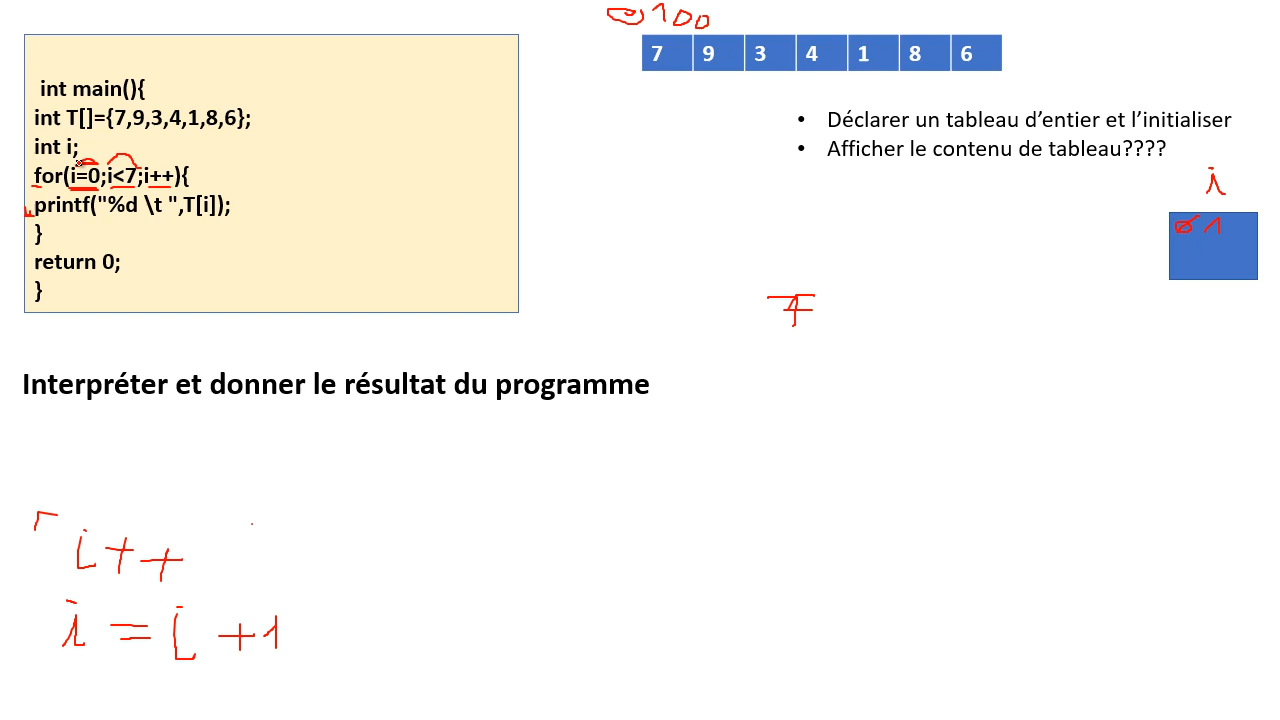 int main(){
int T[]={7,9,3,4,1,8,6};
int i;
for(i=0;i<7;i++){
printf("%d \t ",T[i]);
}
return 0;
}
100
7 9 3 4 1 8 6
• Déclarer un tableau d’entier et l’initialiser
• Afficher le contenu de tableau????
i
0 1
7
Interpréter et donner le résultat du programme
i++
i = i +1